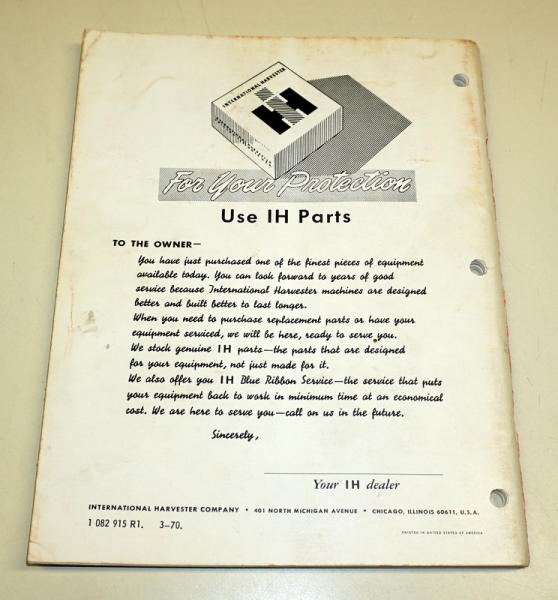 INTERNATIONAL HARVESTER
IH
For Your Protection
Use IH Parts
TO THE OWNER—
You have just purchased one of the finest pieces of equipment
available today. You can look forward to years of good
service because International Harvester machines are designed
better and built better to last longer.
When you need to purchase replacement parts or have your
equipment serviced, we will be here, ready to serve you.
We stock genuine IH parts—the parts that are designed
for your equipment, not just made for it.
We also offer you IH Blue Ribbon Service—the service that puts
your equipment back to work in minimum time at an economical
cost. We are here to serve you—call on us in the future.
Sincerely,
Your IH dealer
INTERNATIONAL HARVESTER COMPANY • 401 NORTH MICHIGAN AVENUE • CHICAGO, ILLINOIS 60611, U.S.A.
1 082 915 R1. 3-70.
PRINTED IN UNITED STATES OF AMERICA